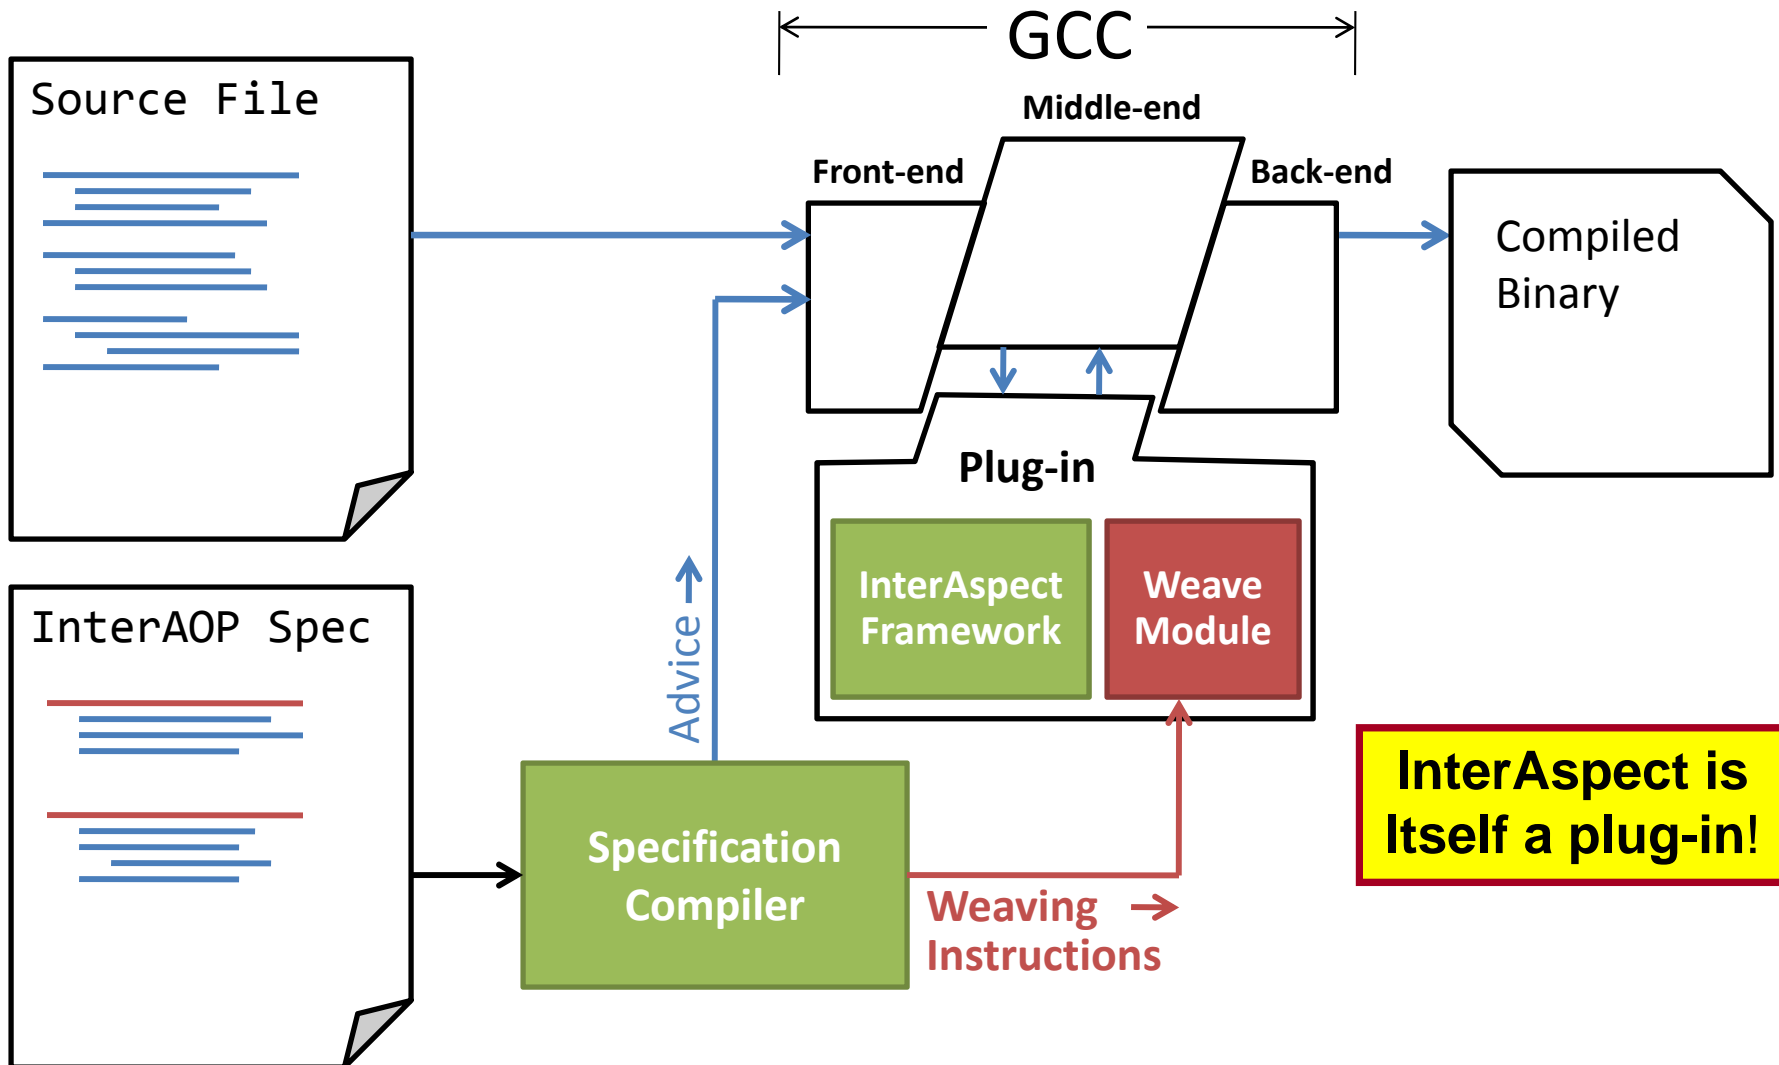 GCC
Source File
Middle-end
Front-end
Back-end
Compiled
Binary
Plug-in
InterAspect
Framework
Weave
Module
Advice
InterAOP Spec
Specification
Compiler
Weaving
Instructions
InterAspect is
Itself a plug-in!